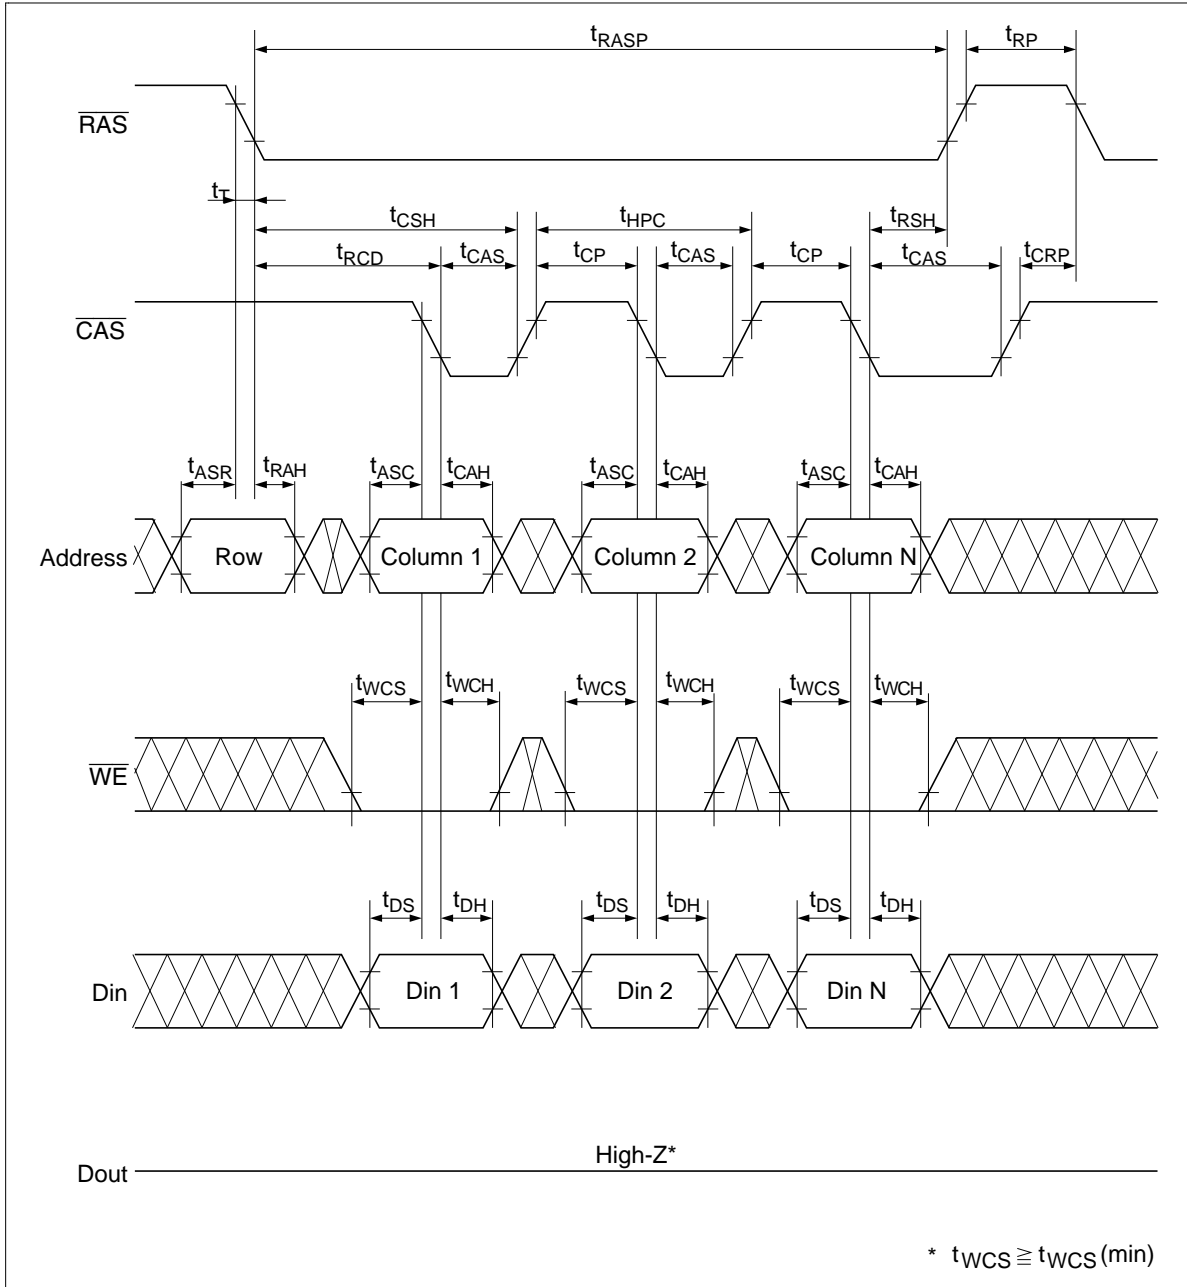 tRASP tRP
RAS
tT
tCSH tHPC tRSH
tRCD tCAS tCP tCAS tCP tCAS tCRP
CAS
tASR tRAH tASC tCAH tASC tCAH tASC tCAH
Address Row Column 1 Column 2 Column N
tWCS tWCH tWCS tWCH tWCS tWCH
WE
tDS tDH tDS tDH tDS tDH
Din Din 1 Din 2 Din N
High-Z*
Dout
* tWCS ≧ tWCS (min)